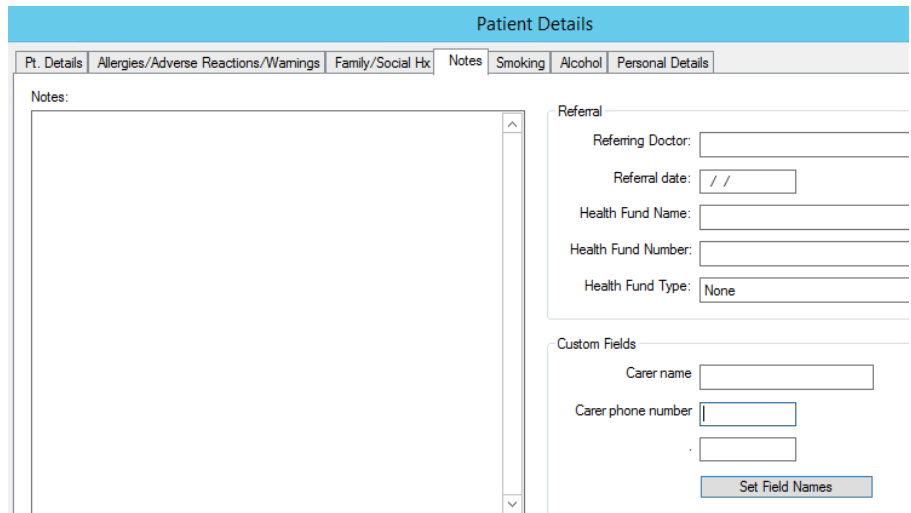 Patient Details
Pt. Details Allergies/Adverse Reactions/Warnings Family/Social Hx Notes Smoking Alcohol Personal Details
Notes:
Referral
Referring Doctor:
Referral date: / /
Health Fund Name:
Health Fund Number:
Health Fund Type: None
Custom Fields
Carer name
Carer phone number
.
Set Field Names